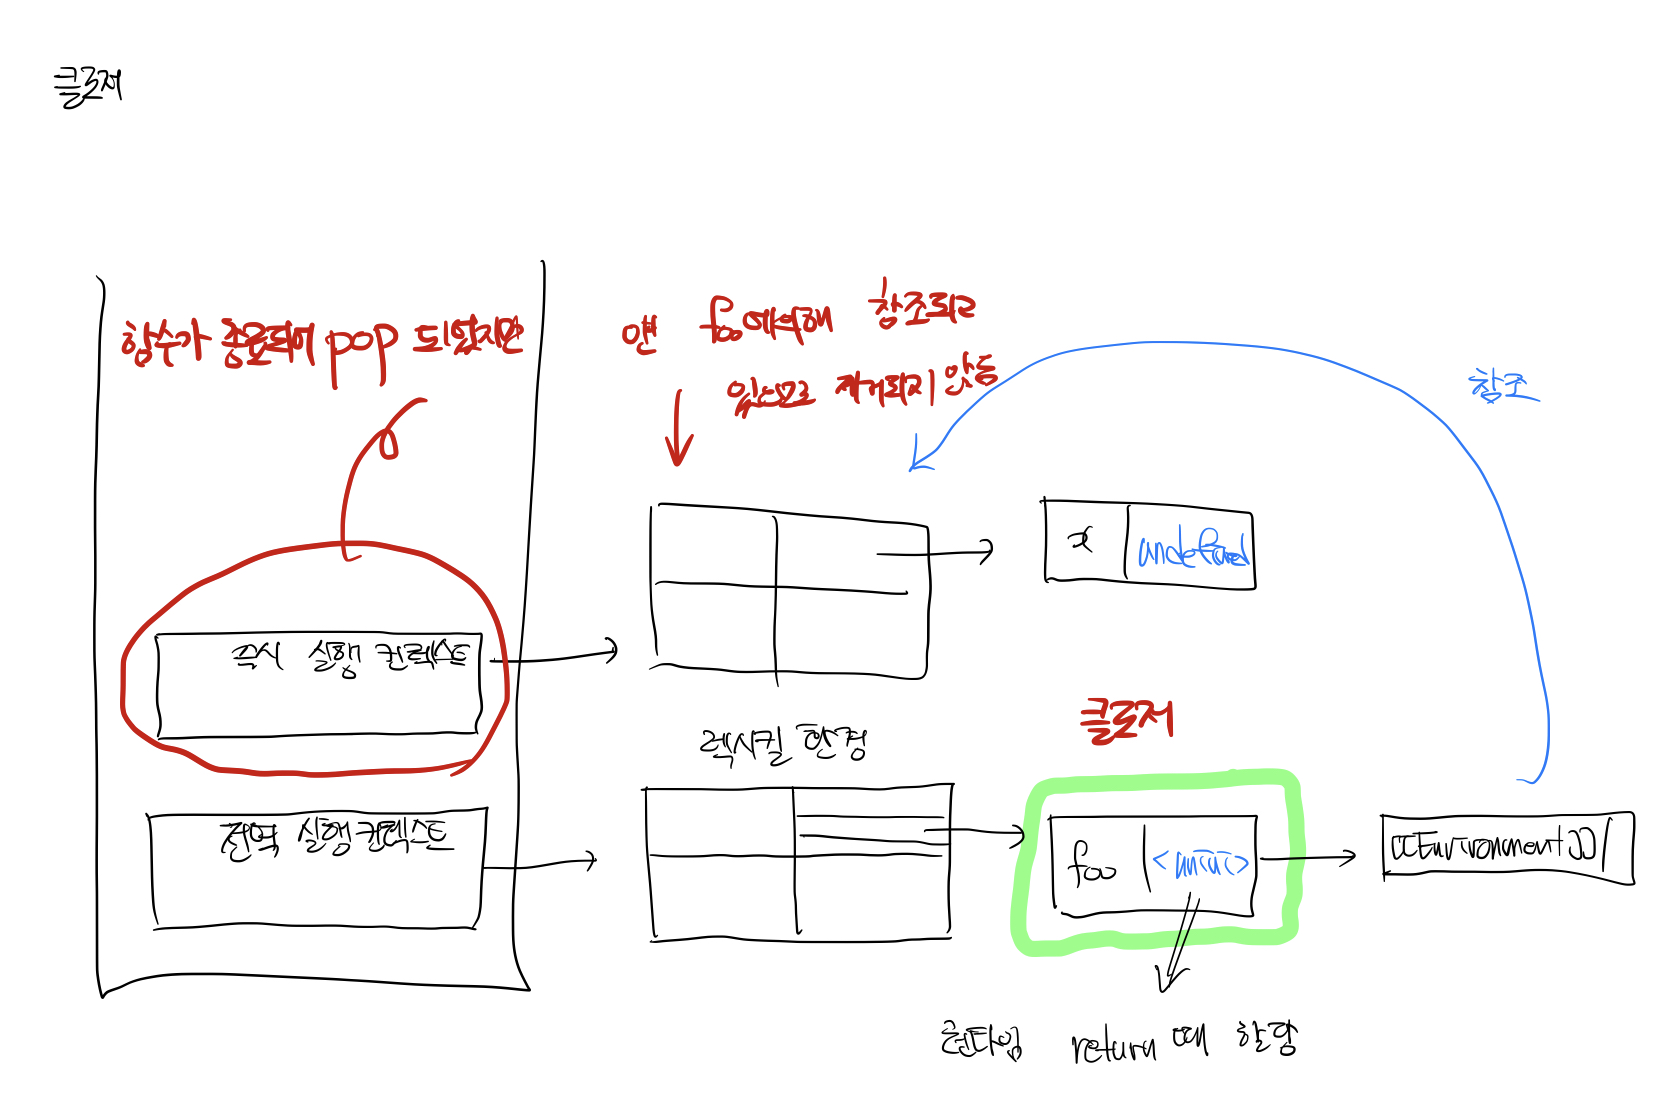 클로저
함수가 종료되어 pop 되었지만
얜 foo에의해 참조되고
있으므로 제거되지 않음
참조
x undefined
즉시 실행 컨텍스트
렉시컬 환경
클로저
전역 실행컨텍스트
foo
[[Environment]]
런타임 return 때 할당